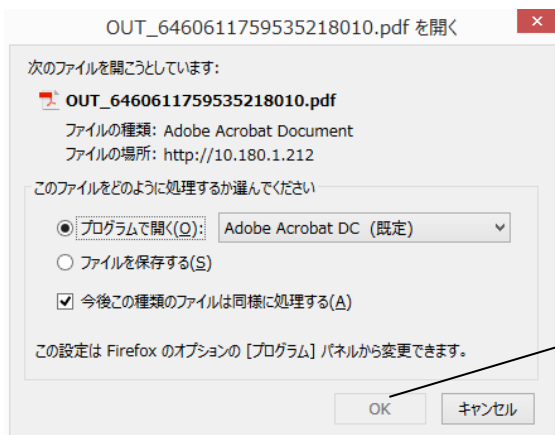 OUT_6460611759535218010.pdf を開く
次のファイルを開こうとしています:
OUT_6460611759535218010.pdf
ファイルの種類: Adobe Acrobat Document
ファイルの場所: http://10.180.1.212
このファイルをどのように処理するか選んでください
プログラムで開く(O): Adobe Acrobat DC (既定)
ファイルを保存する(S)
今後この種類のファイルは同様に処理する(A)
この設定は Firefox のオプションの [プログラム] パネルから変更できます。
OK キャンセル